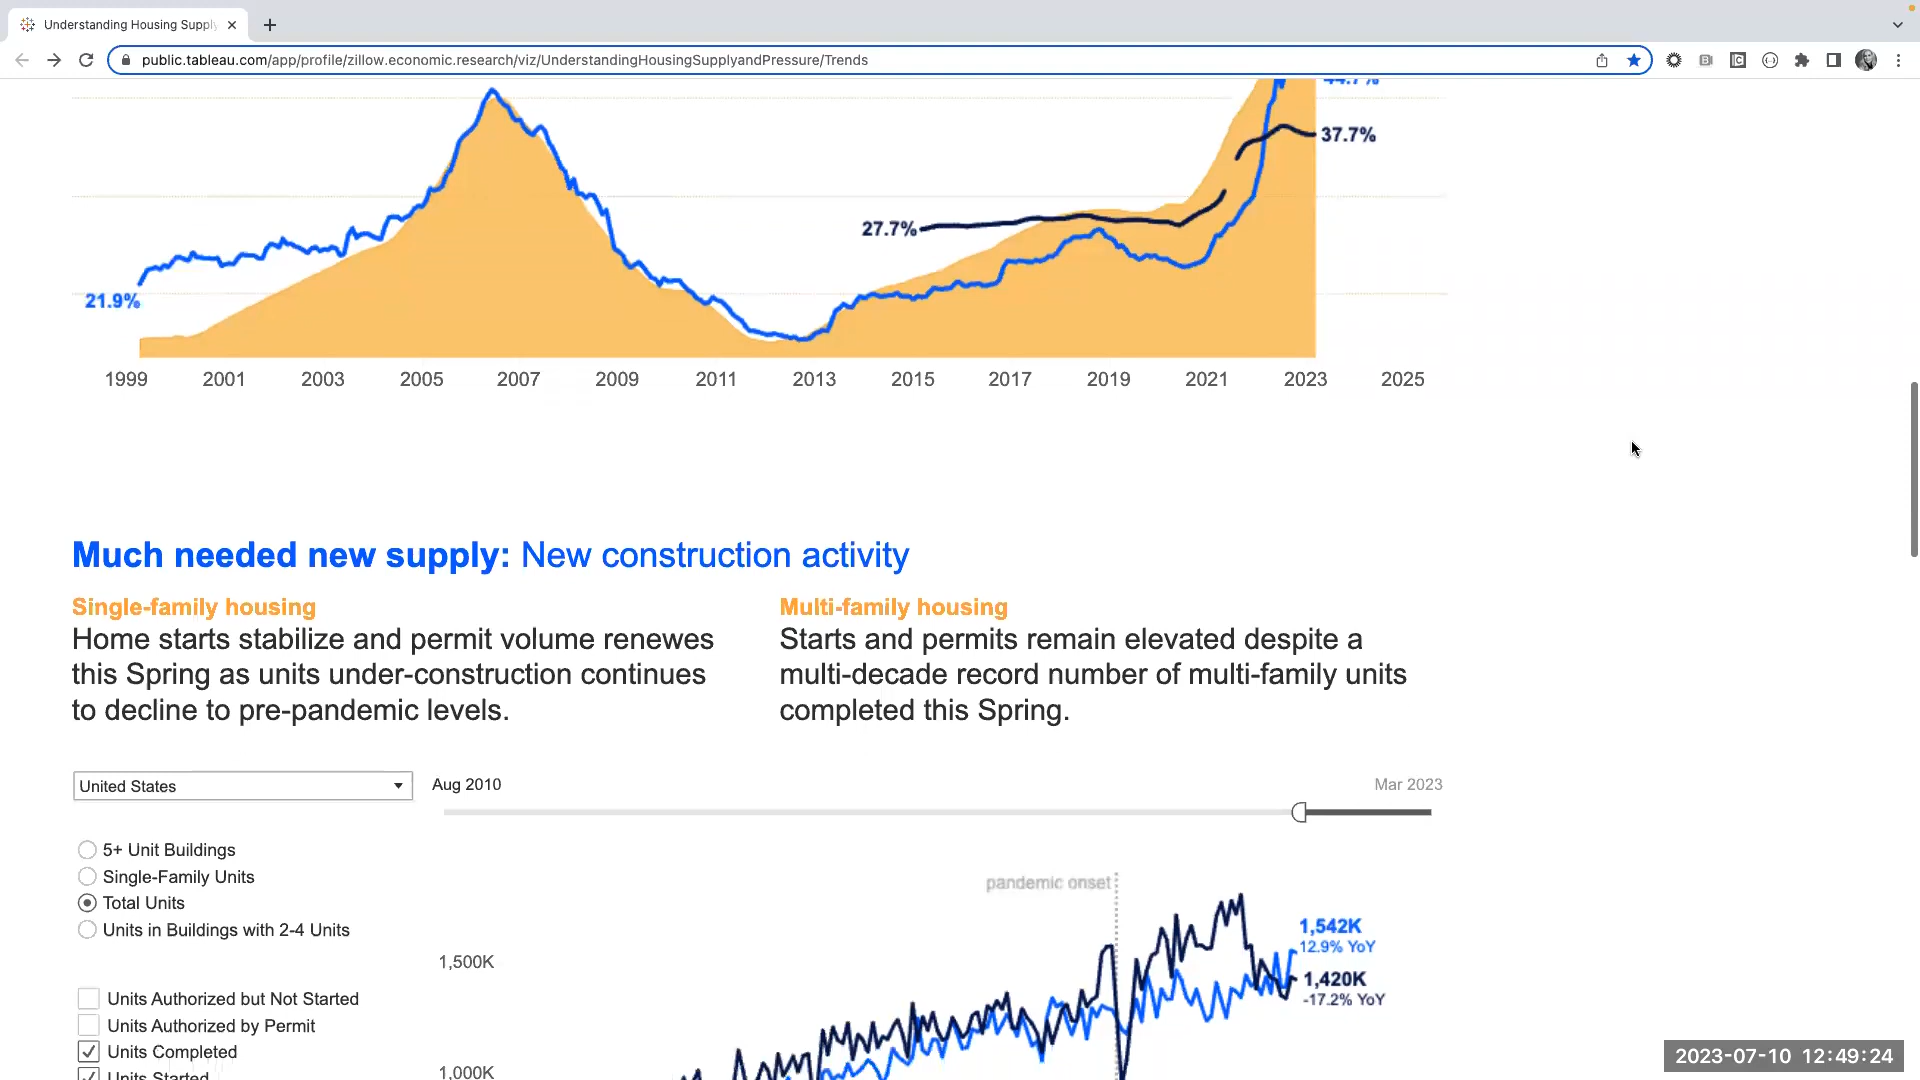 Understanding Housing Supply
public.tableau.com/app/profile/zillow.economic.research/viz/UnderstandingHousingSupplyandPressure/Trends
44.7%
37.7%
27.7%
21.9%
1999 2001 2003 2005 2007 2009 2011 2013 2015 2017 2019 2021 2023 2025
Much needed new supply: New construction activity
Single-family housing
Home starts stabilize and permit volume renewes
this Spring as units under-construction continues
to decline to pre-pandemic levels.
Multi-family housing
Starts and permits remain elevated despite a
multi-decade record number of multi-family units
completed this Spring.
United States
Aug 2010
Mar 2023
5+ Unit Buildings
Single-Family Units
Total Units
Units in Buildings with 2-4 Units
Units Authorized but Not Started
Units Authorized by Permit
Units Completed
Units Started
pandemic onset
1,542K
12.9% YoY
1,420K
-17.2% YoY
1,500K
1,000K
2023-07-10 12:49:24